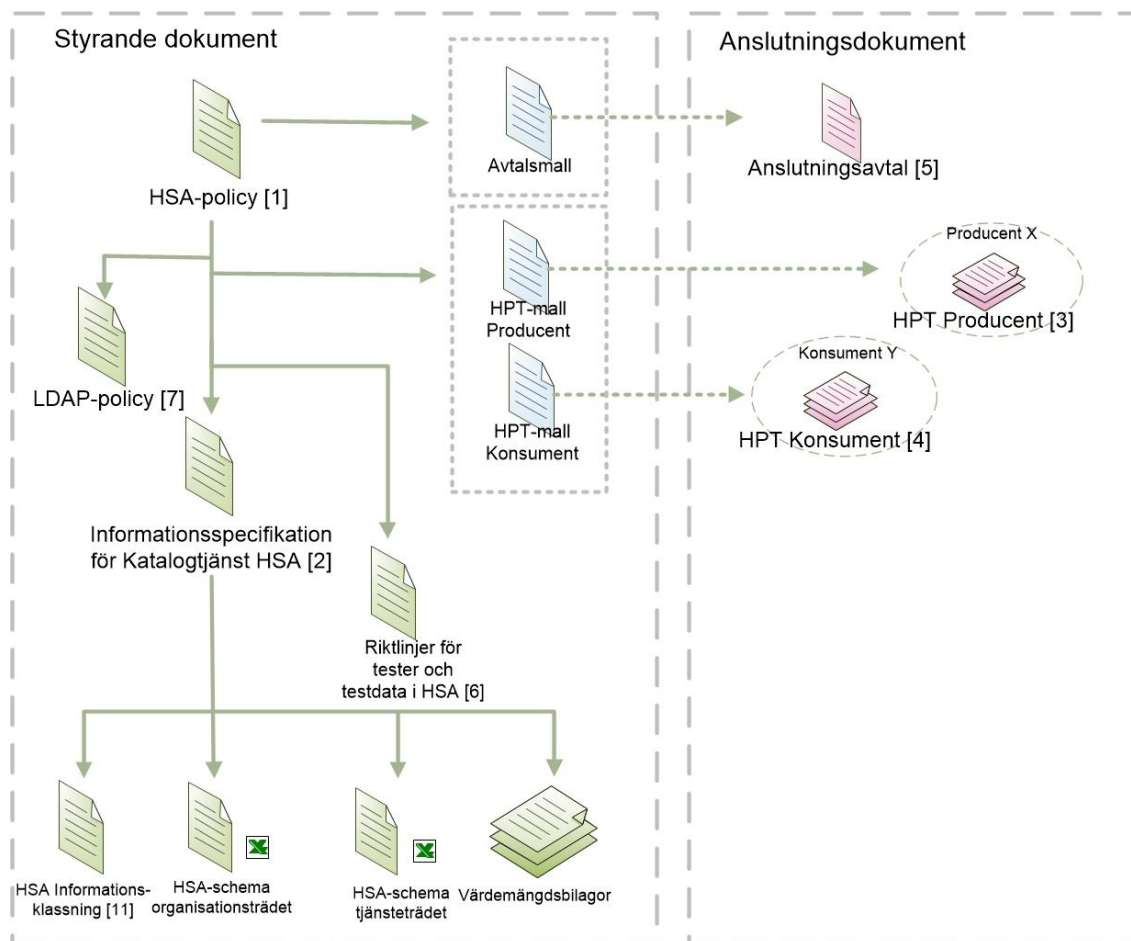 Styrande dokument
Anslutningsdokument
Avtalsmall
HSA-policy [1]
Anslutningsavtal [5]
Producent X
HPT-mall
Producent
HPT Producent [3]
LDAP-policy [7]
Konsument Y
HPT-mall
Konsument
HPT Konsument [4]
Informationsspecifikation
för Katalogtjänst HSA [2]
Riktlinjer för
tester och
testdata i HSA [6]
HSA Informations-
klassning [11]
HSA-schema
organisationsträdet
HSA-schema
tjänsteträdet
Värdemängdsbilagor